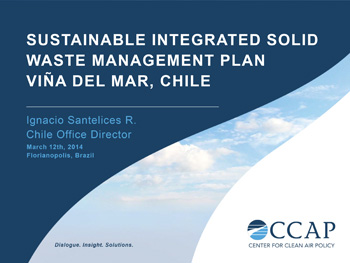 SUSTAINABLE INTEGRATED SOLID
WASTE MANAGEMENT PLAN
VIÑA DEL MAR, CHILE
Ignacio Santelices R.
Chile Office Director
March 12th, 2014
Florianopolis, Brazil
CCAP
CENTER FOR CLEAN AIR POLICY
Dialogue. Insight. Solutions.